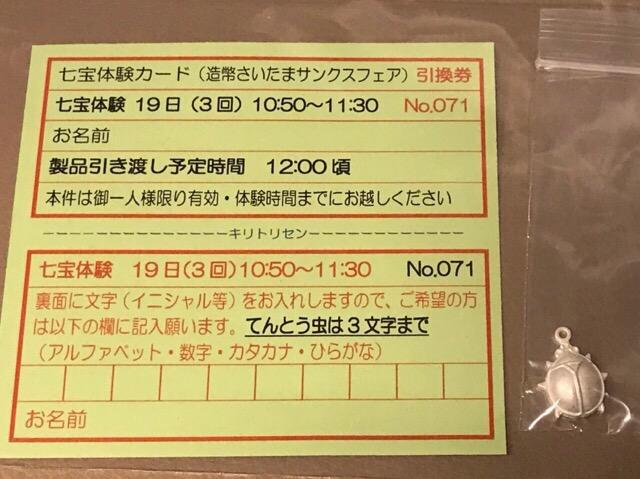 七宝体験カード（造幣さいたまサンクスフェア）引換券
七宝体験 19日（3回）10:50～11:30 No.071
お名前
製品引き渡し予定時間 12:00頃
本件は御一人様限り有効・体験時間までにお越しください
キリトリセン
七宝体験 19日（3回）10:50～11:30 No.071
裏面に文字（イニシャル等）をお入れしますので、ご希望の方
は以下の欄に記入願います。てんとう虫は3文字まで
（アルファベット・数字・カタカナ・ひらがな）
お名前